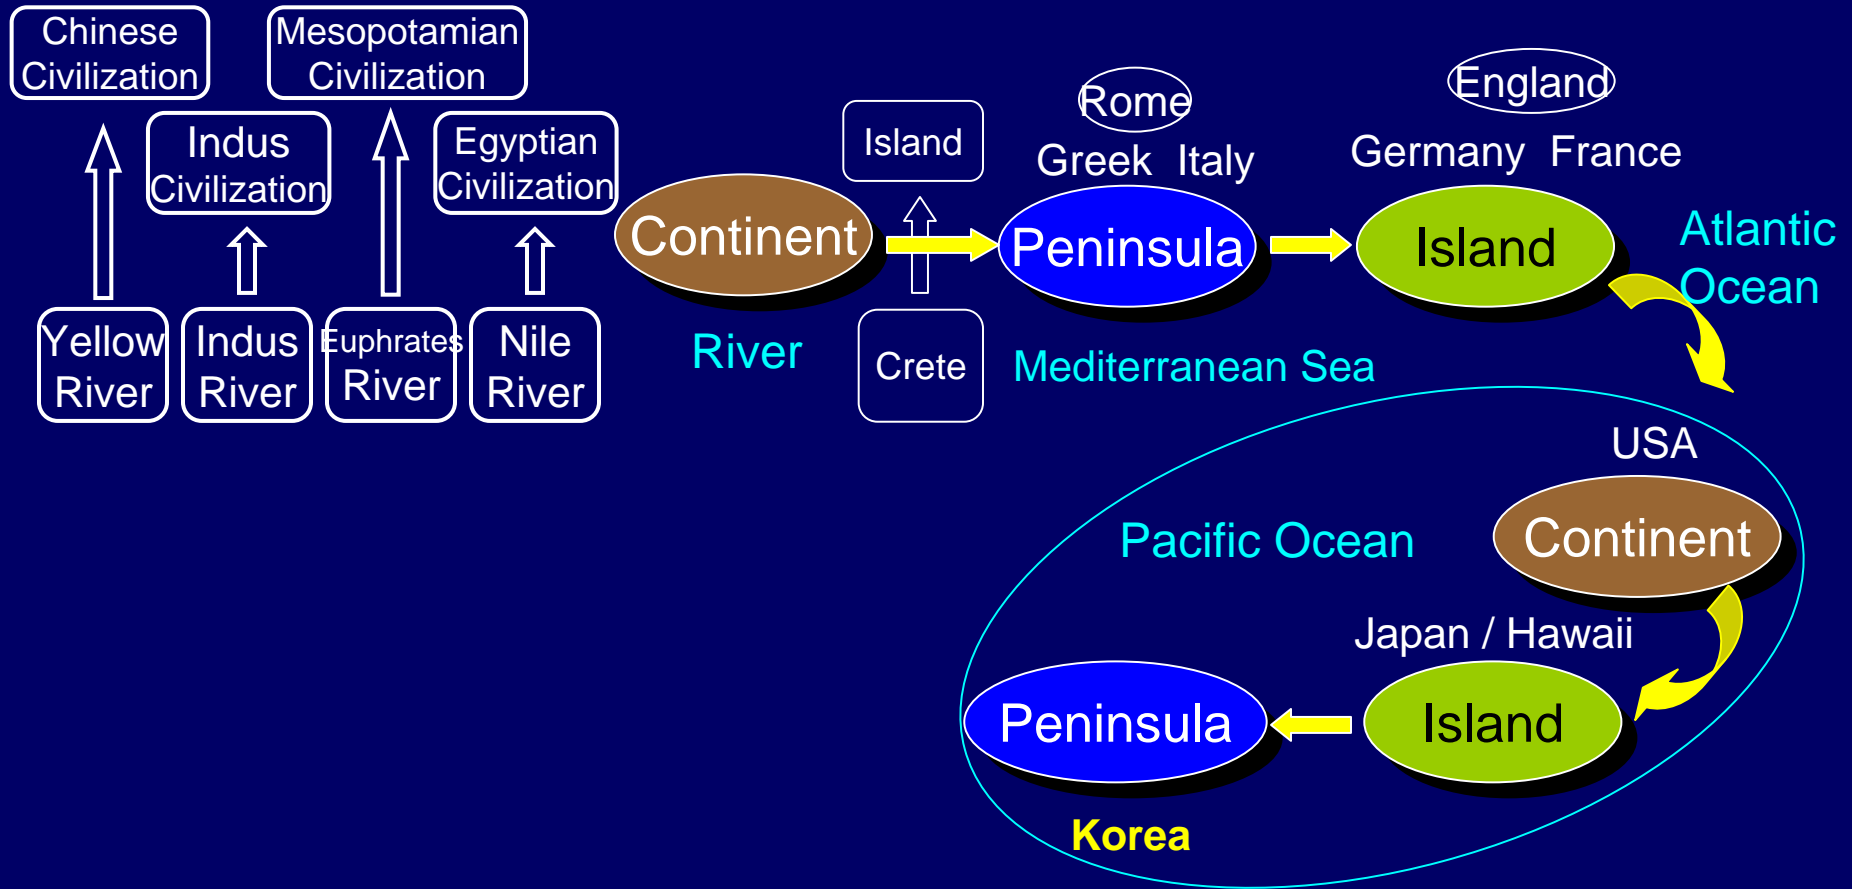 Chinese
Civilization
Mesopotamian
Civilization
Indus
Civilization
Egyptian
Civilization
Yellow
River
Indus
River
Euphrates
River
Nile
River
Continent
River
Island
Crete
Rome
Greek Italy
Peninsula
Mediterranean Sea
England
Germany France
Island
Atlantic
Ocean
USA
Continent
Pacific Ocean
Japan / Hawaii
Island
Peninsula
Korea